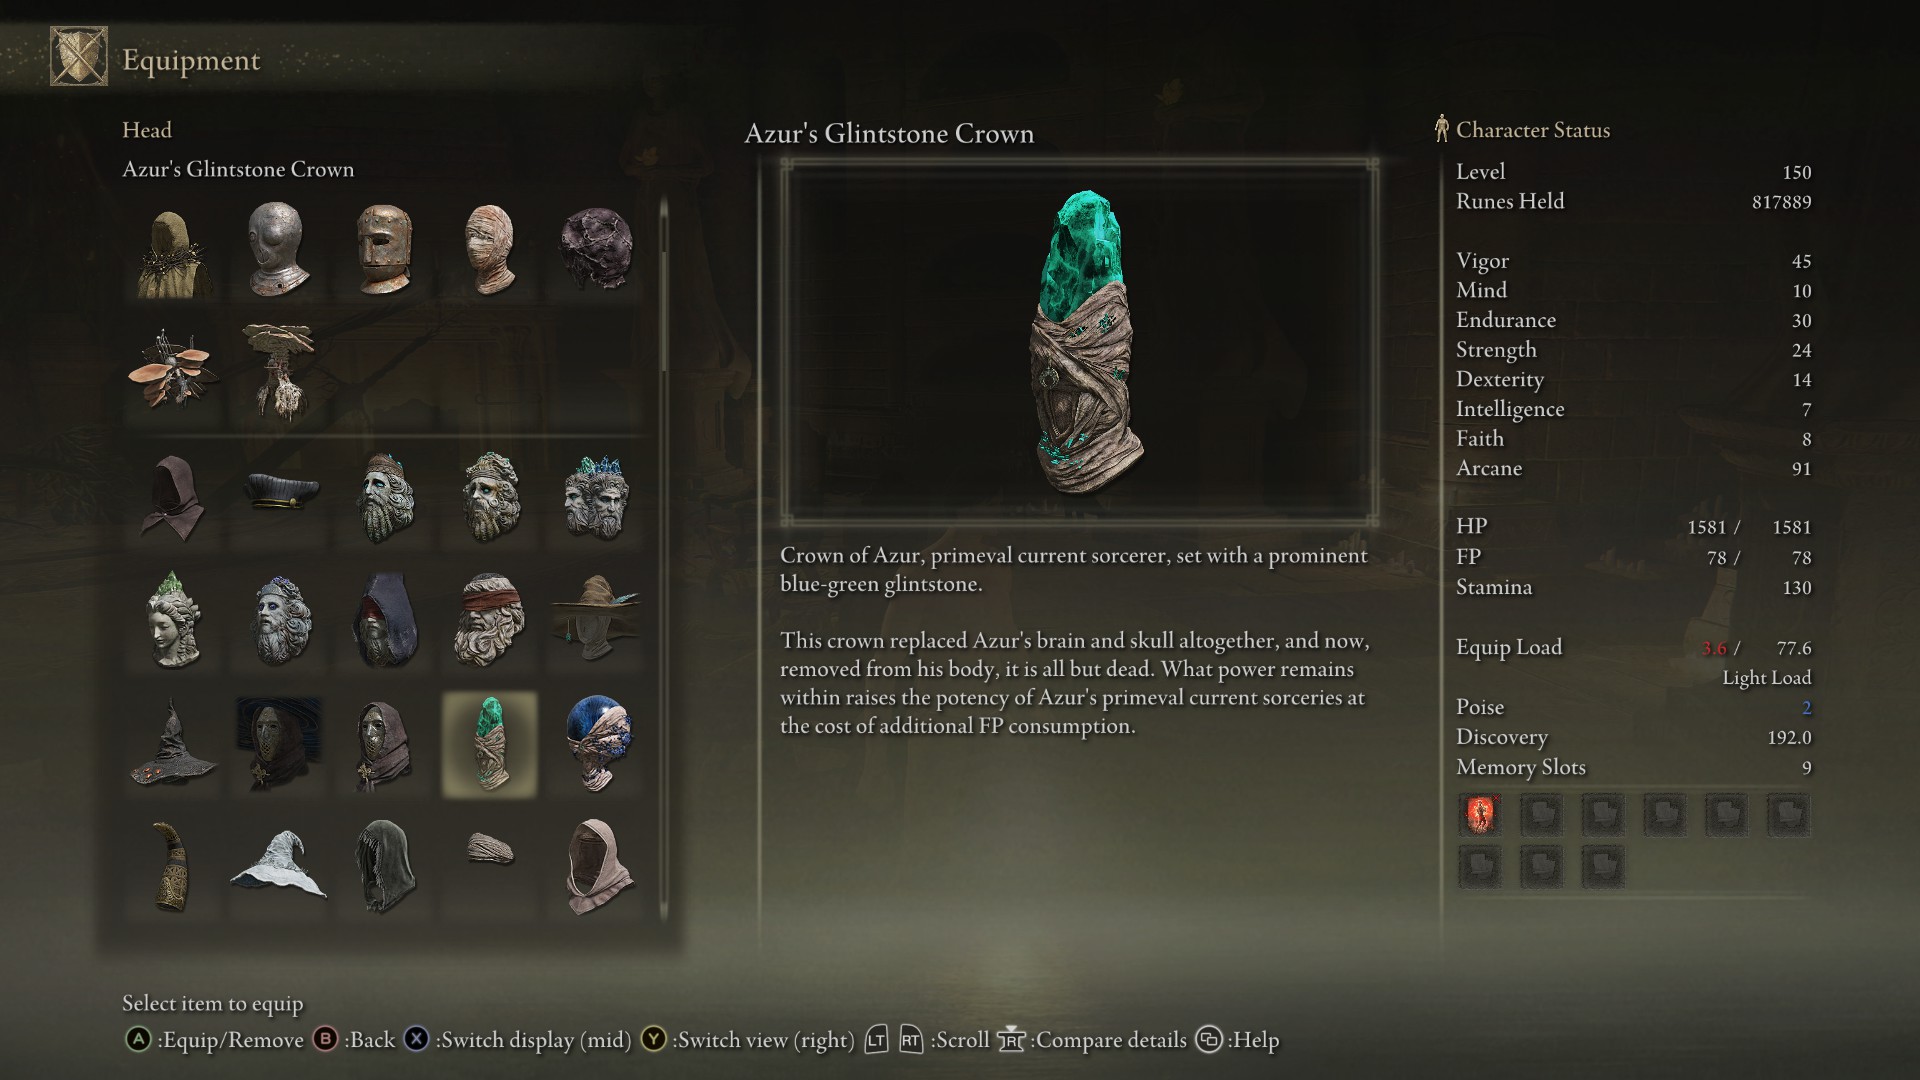 Equipment
Head
Azur's Glintstone Crown
Azur's Glintstone Crown
Crown of Azur, primeval current sorcerer, set with a prominent
blue-green glintstone.
This crown replaced Azur's brain and skull altogether, and now,
removed from his body, it is all but dead. What power remains
within raises the potency of Azur's primeval current sorceries at
the cost of additional FP consumption.
Character Status
Level 150
Runes Held 817889
Vigor 45
Mind 10
Endurance 30
Strength 24
Dexterity 14
Intelligence 7
Faith 8
Arcane 91
HP 1581 / 1581
FP 78 / 78
Stamina 130
Equip Load 3.6 / 77.6
Light Load
Poise 2
Discovery 192.0
Memory Slots 9
Select item to equip
A :Equip/Remove B :Back X :Switch display (mid) Y :Switch view (right) LT RT :Scroll R :Compare details :Help